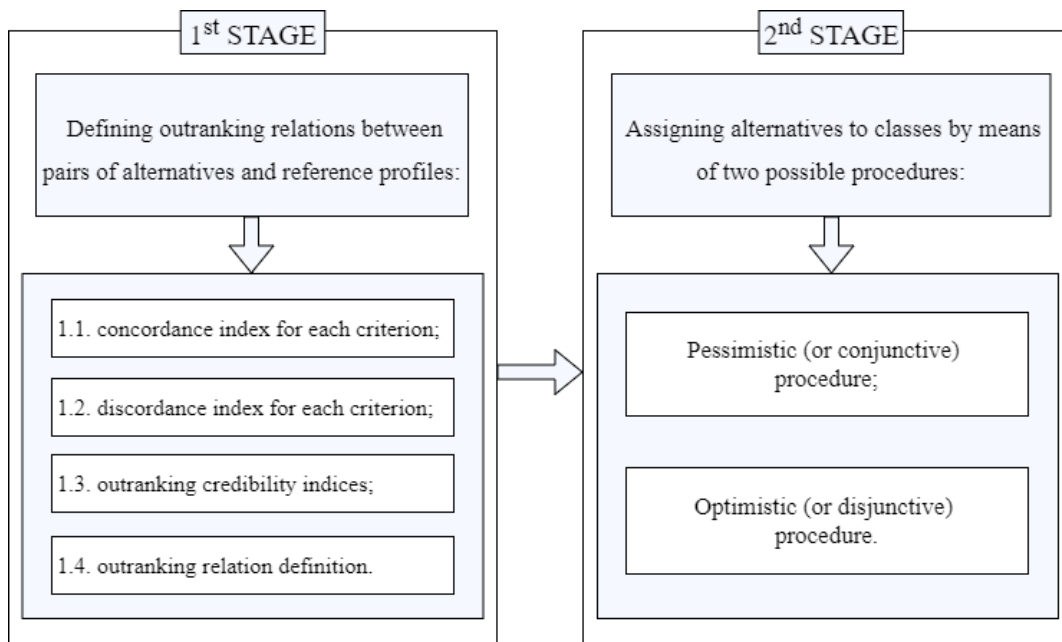 1st STAGE
Defining outranking relations between
pairs of alternatives and reference profiles:
1.1. concordance index for each criterion;
1.2. discordance index for each criterion;
1.3. outranking credibility indices;
1.4. outranking relation definition.
2nd STAGE
Assigning alternatives to classes by means
of two possible procedures:
Pessimistic (or conjunctive)
procedure;
Optimistic (or disjunctive)
procedure.